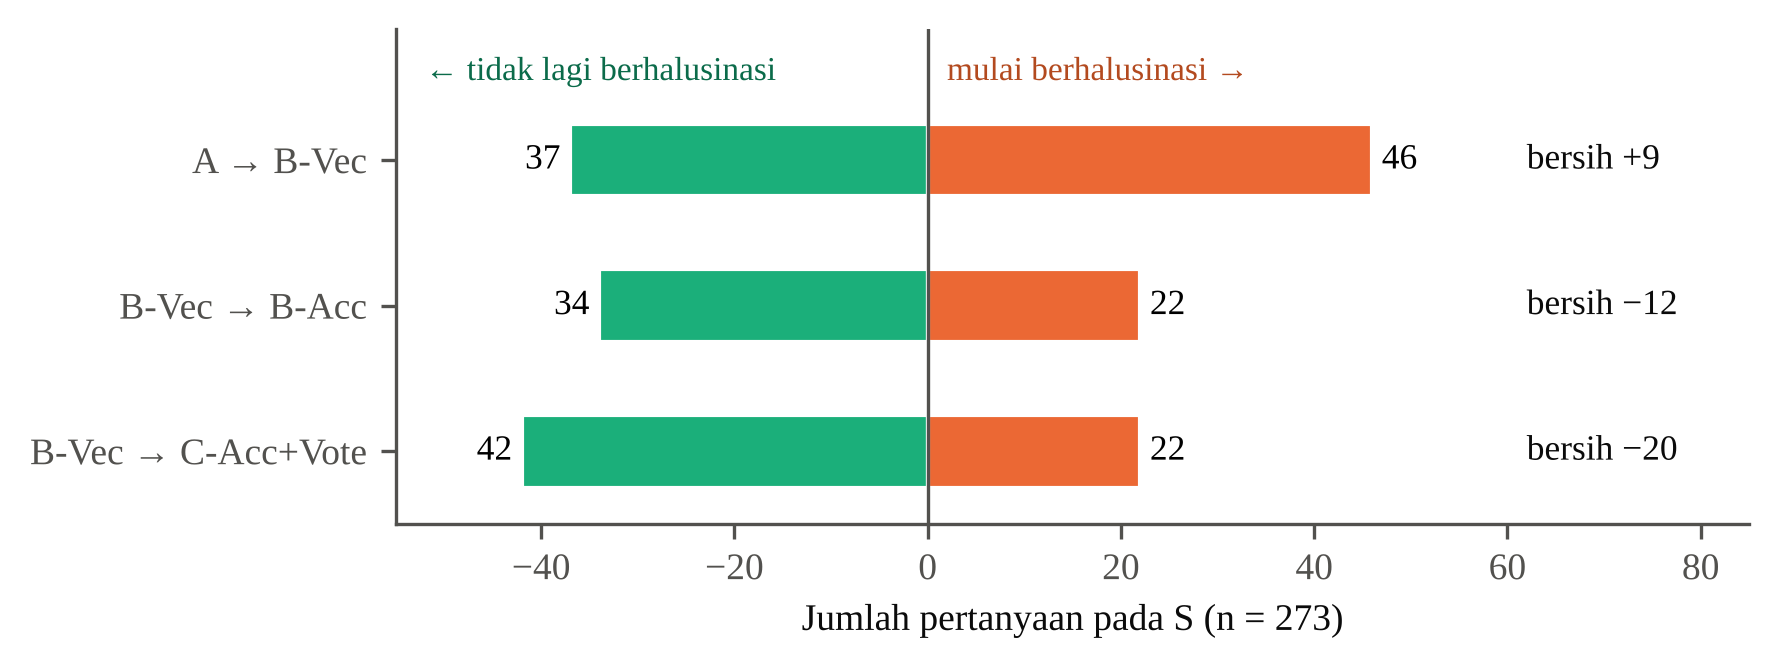 ← tidak lagi berhalusinasi
mulai berhalusinasi →
A → B-Vec
37
46
bersih +9
B-Vec → B-Acc
34
22
bersih −12
B-Vec → C-Acc+Vote
42
22
bersih −20
−40
−20
0
20
40
60
80
Jumlah pertanyaan pada S (n = 273)